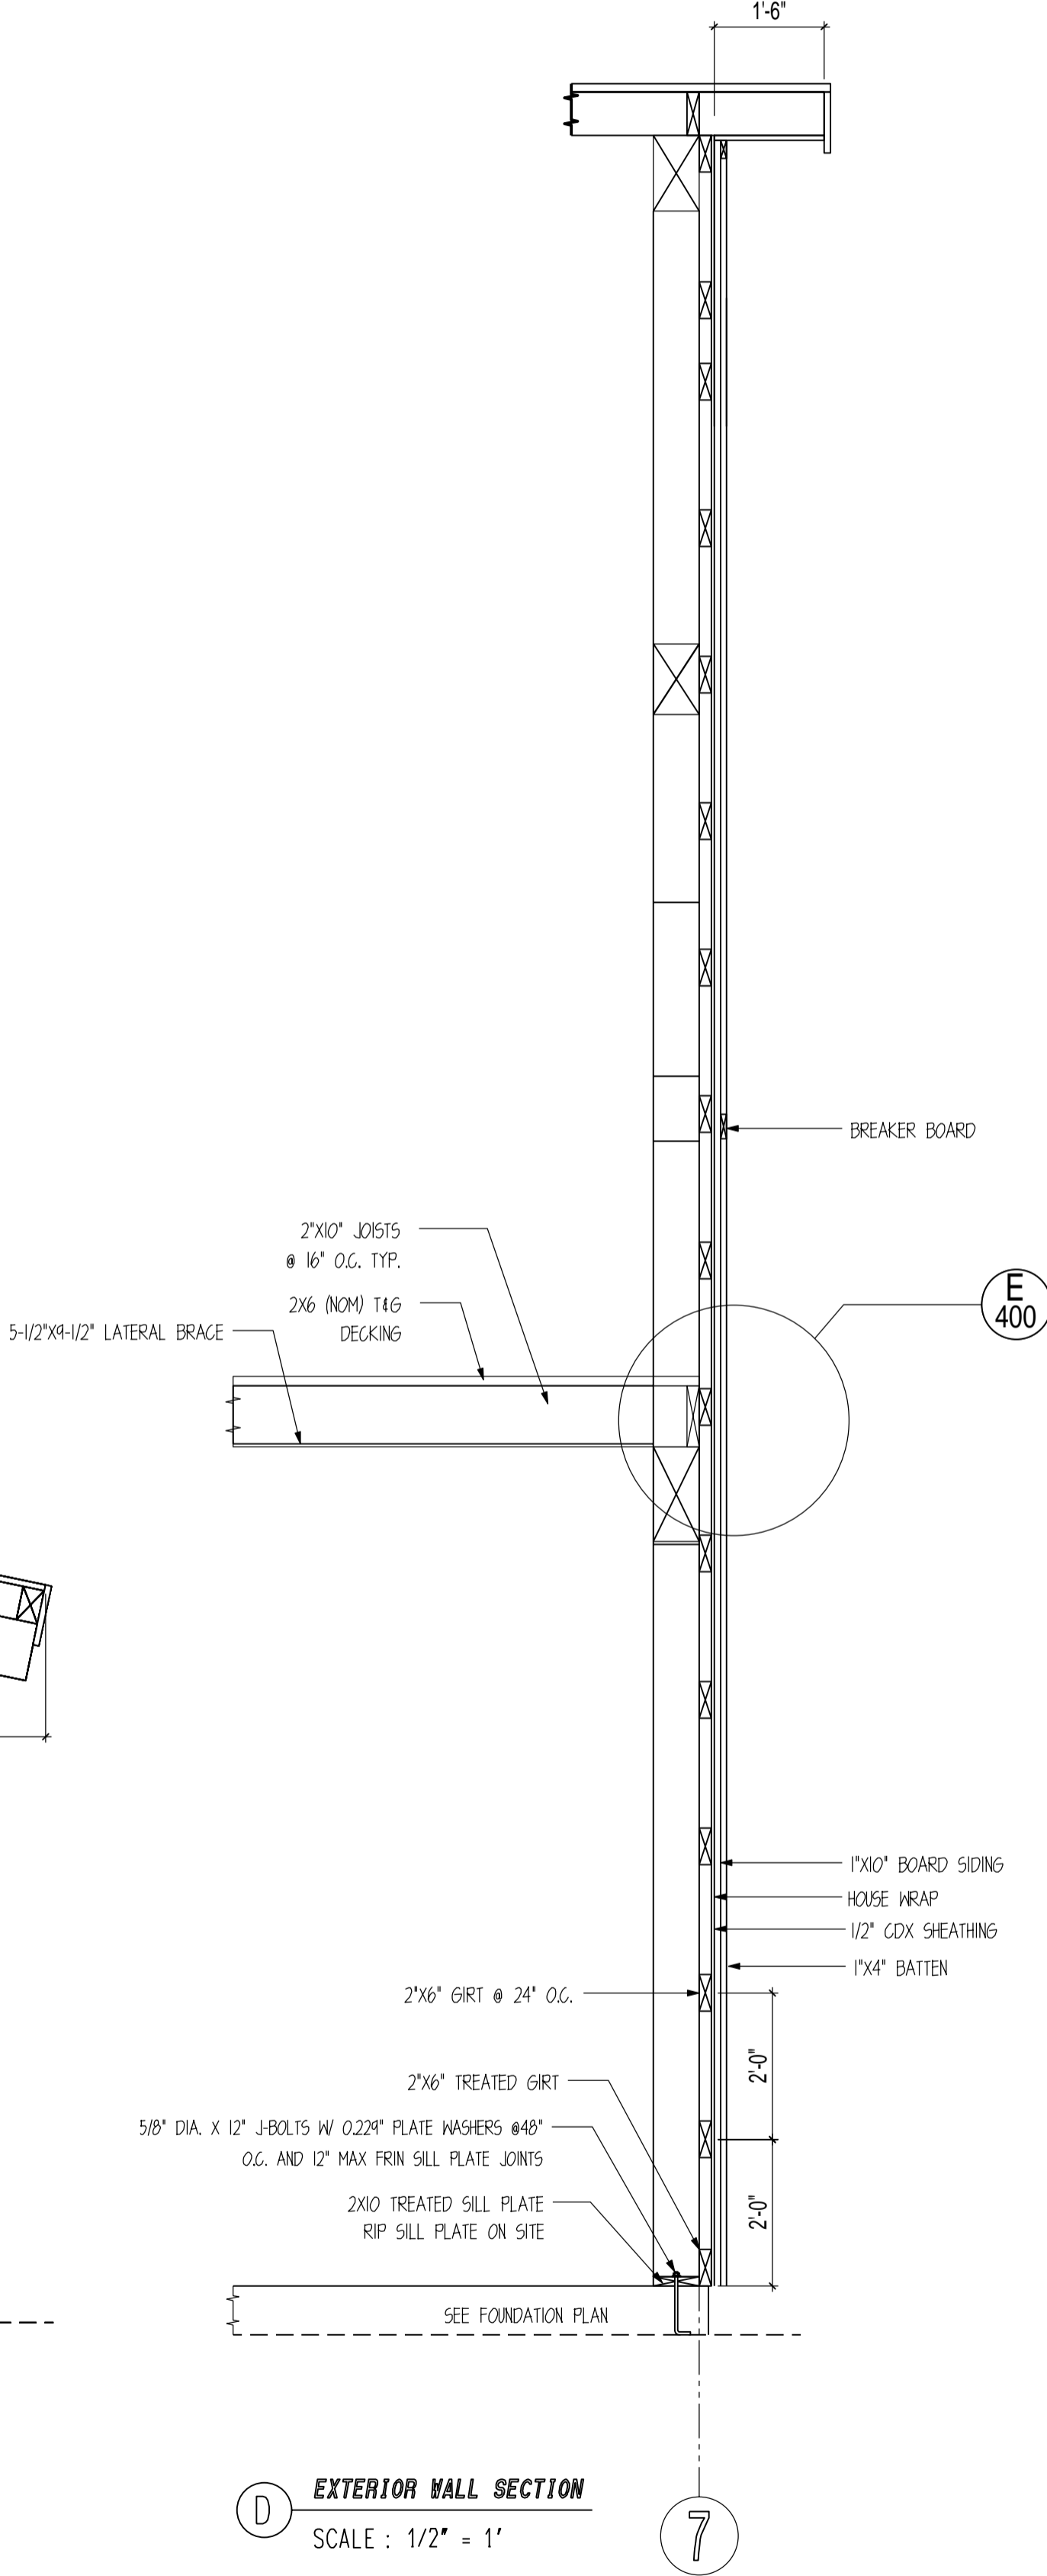 1'-6"
BREAKER BOARD
2"X10" JOISTS
@ 16" O.C. TYP.
2X6 (NOM) T&G
DECKING
5-1/2"X9-1/2" LATERAL BRACE
E
400
1"X10" BOARD SIDING
HOUSE WRAP
1/2" CDX SHEATHING
1"X4" BATTEN
2"X6" GIRT @ 24" O.C.
2'-0"
2"X6" TREATED GIRT
5/8" DIA. X 12" J-BOLTS W/ 0.229" PLATE WASHERS @48"
O.C. AND 12" MAX FRIN SILL PLATE JOINTS
2X10 TREATED SILL PLATE
RIP SILL PLATE ON SITE
2'-0"
SEE FOUNDATION PLAN
D
EXTERIOR WALL SECTION
SCALE : 1/2" = 1'
7